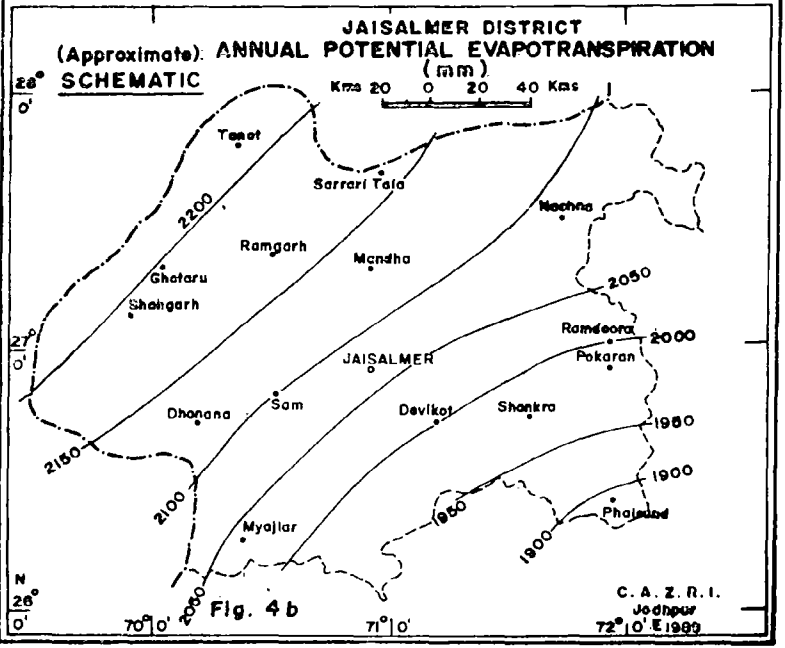 JAISALMER DISTRICT
(Approximate): ANNUAL POTENTIAL EVAPOTRANSPIRATION
(mm)
SCHEMATIC
Kms 20 0 20 40 Kms
28° 0'
Tanot
Sarrari Tala
2200
Nachna
Ramgarh
Mandha
Ghotaru
2050
Shahgarh
Ramdeora
27° 0'
2000
JAISALMER
Pokaran
Sam
Dhanana
Devikot
Shankra
1950
2150
1900
2100
1950
Phalsund
Myajlar
1900
N
2050
26° 0'
Fig. 4b
C. A. Z. R. I.
Jodhpur
70° 0' 71° 0' 72° 0' E 1989